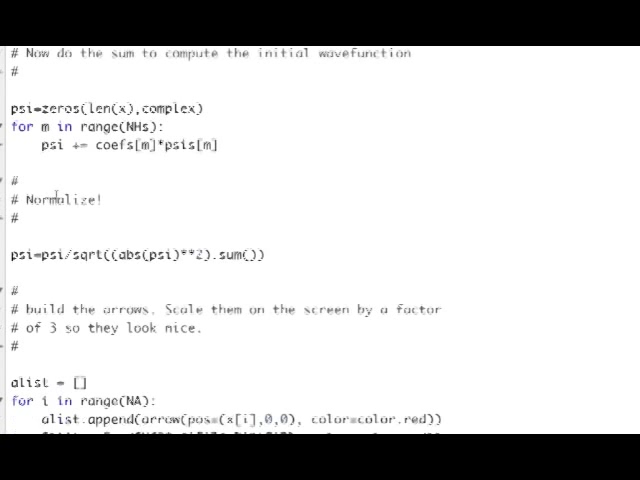 # Now do the sum to compute the initial wavefunction
#
psi=zeros(len(x),complex)
for m in range(NHs):
psi += coefs[m]*psis[m]
#
# Normalize!
#
psi=psi/sqrt((abs(psi)**2).sum())
#
# build the arrows. Scale them on the screen by a factor
# of 3 so they look nice.
#
alist = []
for i in range(NA):
alist.append(arrow(pos=(x[i],0,0), color=color.red))